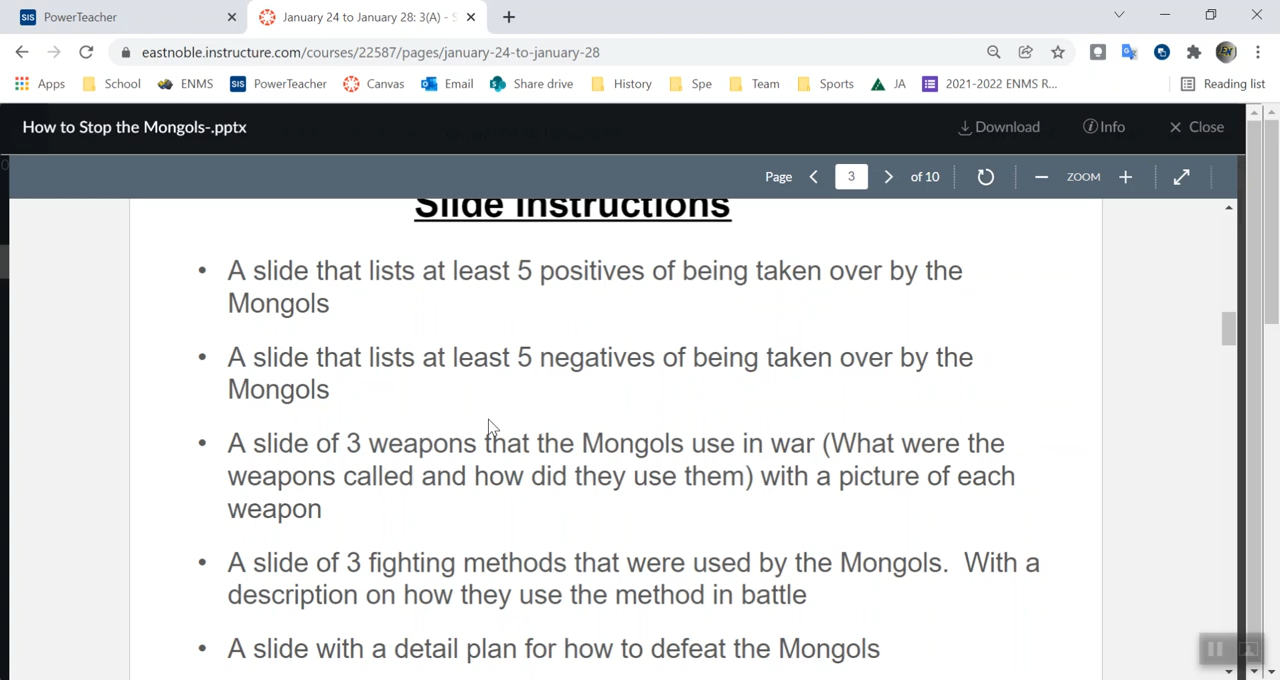 SIS PowerTeacher
January 24 to January 28: 3(A) - S
eastnoble.instructure.com/courses/22587/pages/january-24-to-january-28
Apps School ENMS SIS PowerTeacher Canvas Email Share drive History Spe Team Sports JA 2021-2022 ENMS R... Reading list
How to Stop the Mongols-.pptx Download Info Close
Page 3 of 10 ZOOM
Slide Instructions
• A slide that lists at least 5 positives of being taken over by the
Mongols
• A slide that lists at least 5 negatives of being taken over by the
Mongols
• A slide of 3 weapons that the Mongols use in war (What were the
weapons called and how did they use them) with a picture of each
weapon
• A slide of 3 fighting methods that were used by the Mongols. With a
description on how they use the method in battle
• A slide with a detail plan for how to defeat the Mongols